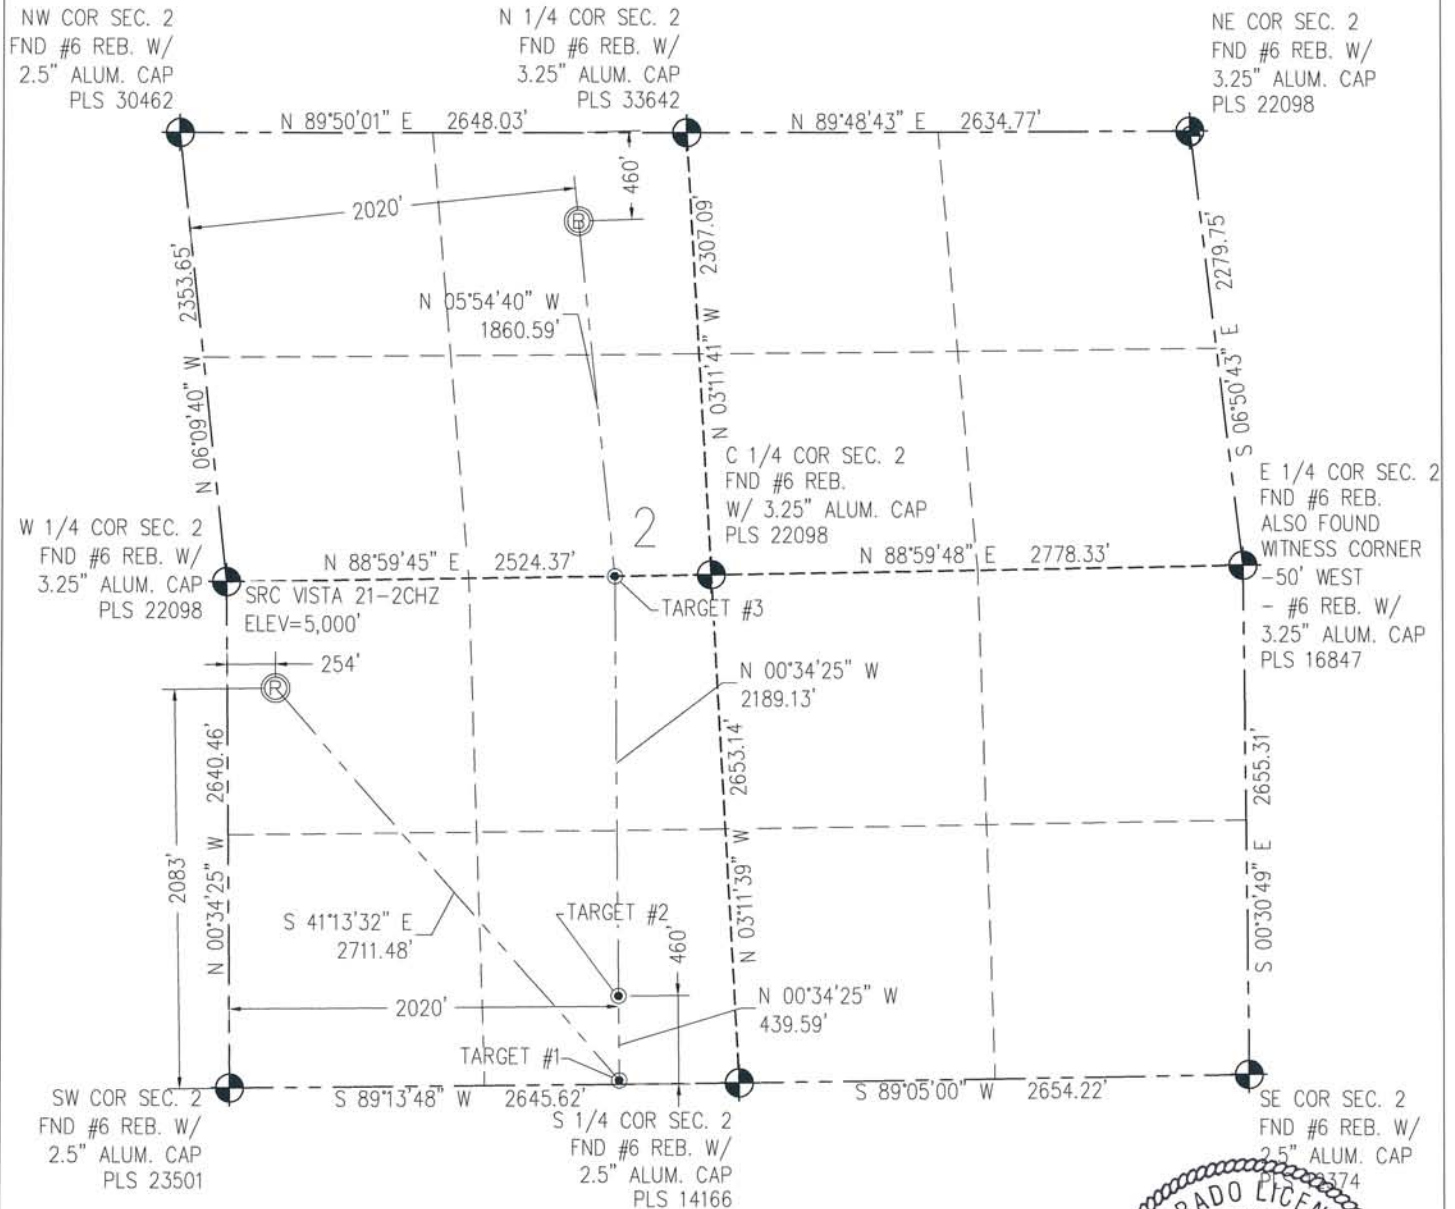 NW COR SEC. 2
FND #6 REB. W/
2.5" ALUM. CAP
PLS 30462
N 1/4 COR SEC. 2
FND #6 REB. W/
3.25" ALUM. CAP
PLS 33642
NE COR SEC. 2
FND #6 REB. W/
3.25" ALUM. CAP
PLS 22098
N 89°50'01" E 2648.03'
N 89°48'43" E 2634.77'
460'
2020'
B
2353.65'
N 06°09'40" W
N 05°54'40" W
1860.59'
2307.09'
N 03°11'41" W
2279.75'
S 06°50'43" E
C 1/4 COR SEC. 2
FND #6 REB.
W/ 3.25" ALUM. CAP
PLS 22098
E 1/4 COR SEC. 2
FND #6 REB.
ALSO FOUND
WITNESS CORNER
-50' WEST
- #6 REB. W/
3.25" ALUM. CAP
PLS 16847
W 1/4 COR SEC. 2
FND #6 REB. W/
3.25" ALUM. CAP
PLS 22098
2
N 88°59'45" E 2524.37'
N 88°59'48" E 2778.33'
SRC VISTA 21-2CHZ
ELEV=5,000'
TARGET #3
254'
R
N 00°34'25" W
2189.13'
2640.46'
N 00°34'25" W
2083'
2653.14'
N 03°11'39" W
2655.31'
S 00°30'49" E
S 41°13'32" E
2711.48'
TARGET #2
460'
2020'
N 00°34'25" W
439.59'
TARGET #1
S 89°13'48" W 2645.62'
S 89°05'00" W 2654.22'
SW COR SEC. 2
FND #6 REB. W/
2.5" ALUM. CAP
PLS 23501
S 1/4 COR SEC. 2
FND #6 REB. W/
2.5" ALUM. CAP
PLS 14166
SE COR SEC. 2
FND #6 REB. W/
2.5" ALUM. CAP